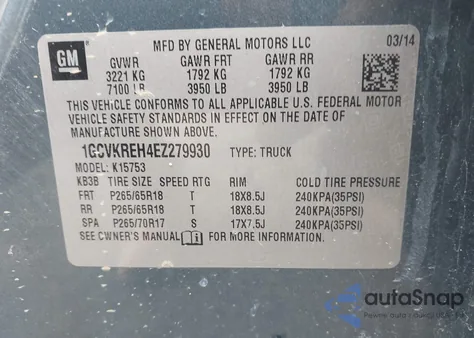 GM
MFD BY GENERAL MOTORS LLC 03/14
GVWR GAWR FRT GAWR RR
3221 KG 1792 KG 1792 KG
7100 LB 3950 LB 3950 LB
THIS VEHICLE CONFORMS TO ALL APPLICABLE U.S. FEDERAL MOTOR
VEHICLE SAFETY STANDARDS IN EFFECT ON THE DATE OF
MANUFACTURE SHOWN ABOVE.
1GCVKREH4EZ279930 TYPE: TRUCK
MODEL: K15753
KB3B TIRE SIZE SPEED RTG RIM COLD TIRE PRESSURE
FRT P265/65R18 T 18X8.5J 240KPA(35PSI)
RR P265/65R18 T 18X8.5J 240KPA(35PSI)
SPA P265/70R17 S 17X7.5J 240KPA(35PSI)
SEE OWNER'S MANUAL FOR MORE INFORMATION.
autoSnap